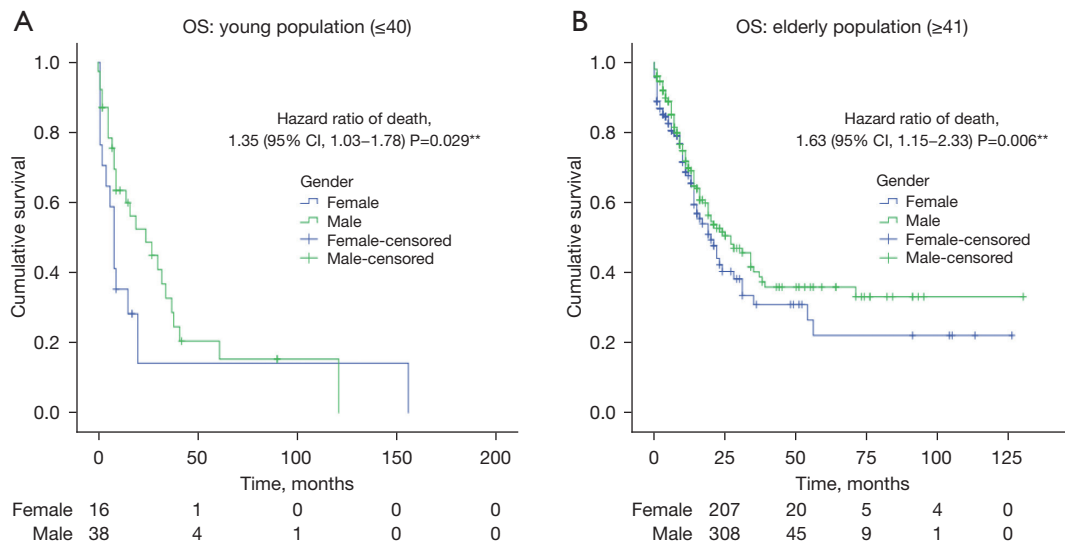 A
OS: young population (≤40)
1.0
0.8
0.6
0.4
0.2
0.0
Cumulative survival
Hazard ratio of death,
1.35 (95% CI, 1.03–1.78) P=0.029**
Gender
Female
Male
Female-censored
Male-censored
0 50 100 150 200
Time, months
Female 16 1 0 0 0
Male 38 4 1 0 0
B
OS: elderly population (≥41)
1.0
0.8
0.6
0.4
0.2
0.0
Cumulative survival
Hazard ratio of death,
1.63 (95% CI, 1.15–2.33) P=0.006**
Gender
Female
Male
Female-censored
Male-censored
0 25 50 75 100 125
Time, months
Female 207 20 5 4 0
Male 308 45 9 1 0